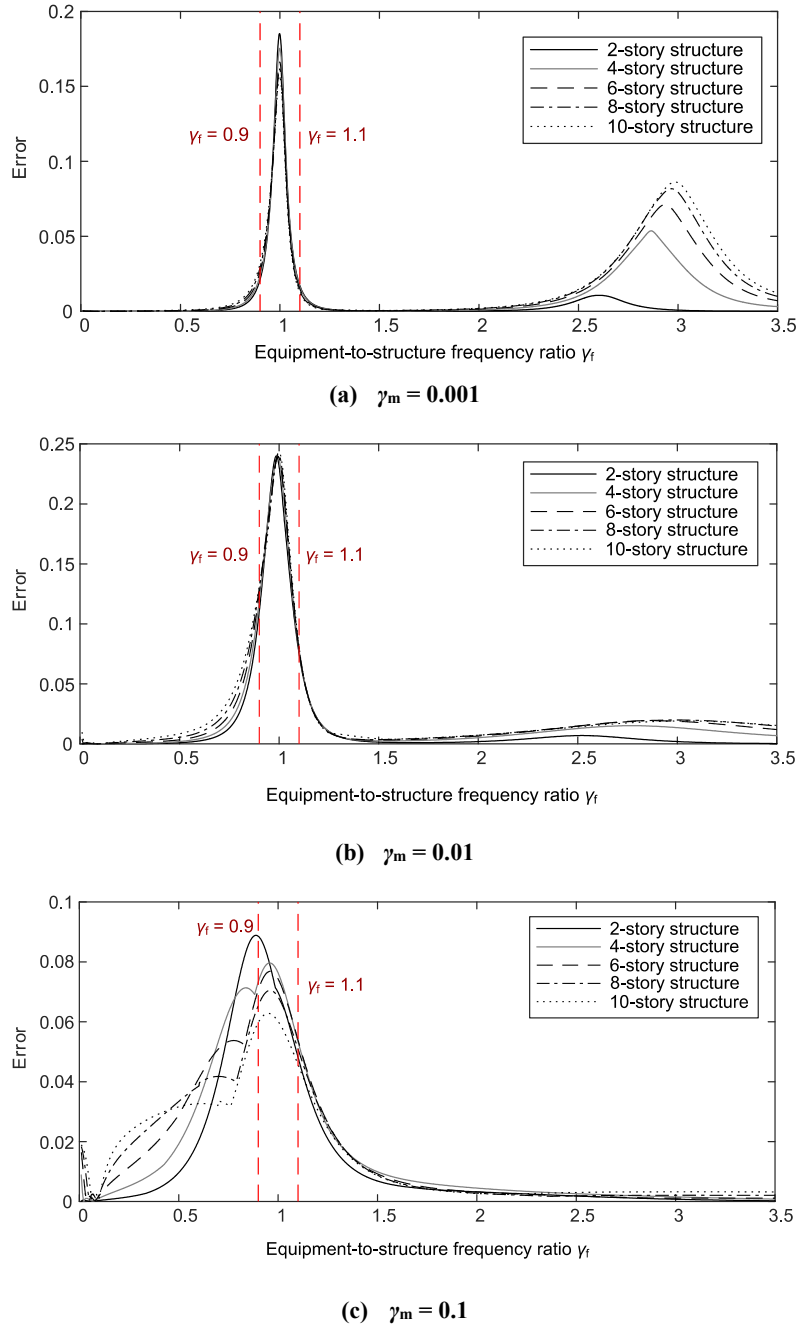 0.2
0.15
0.1
0.05
0
Error
γf = 0.9
γf = 1.1
2-story structure
4-story structure
6-story structure
8-story structure
10-story structure
0 0.5 1 1.5 2 2.5 3 3.5
Equipment-to-structure frequency ratio γf
(a) γm = 0.001
0.25
0.2
0.15
0.1
0.05
0
Error
γf = 0.9
γf = 1.1
2-story structure
4-story structure
6-story structure
8-story structure
10-story structure
0 0.5 1 1.5 2 2.5 3 3.5
Equipment-to-structure frequency ratio γf
(b) γm = 0.01
0.1
0.08
0.06
0.04
0.02
0
Error
γf = 0.9
γf = 1.1
2-story structure
4-story structure
6-story structure
8-story structure
10-story structure
0 0.5 1 1.5 2 2.5 3 3.5
Equipment-to-structure frequency ratio γf
(c) γm = 0.1